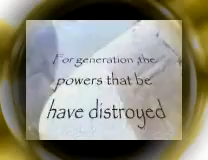 For generation the
powers that be
have distroyed